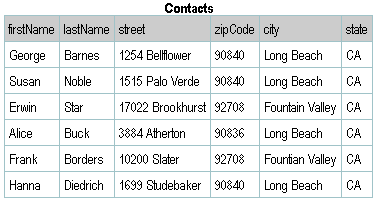 Contacts
firstName lastName street zipCode city state
George Barnes 1254 Bellflower 90840 Long Beach CA
Susan Noble 1515 Palo Verde 90840 Long Beach CA
Erwin Star 17022 Brookhurst 92708 Fountain Valley CA
Alice Buck 3884 Atherton 90836 Long Beach CA
Frank Borders 10200 Slater 92708 Fountian Valley CA
Hanna Diedrich 1699 Studebaker 90840 Long Beach CA